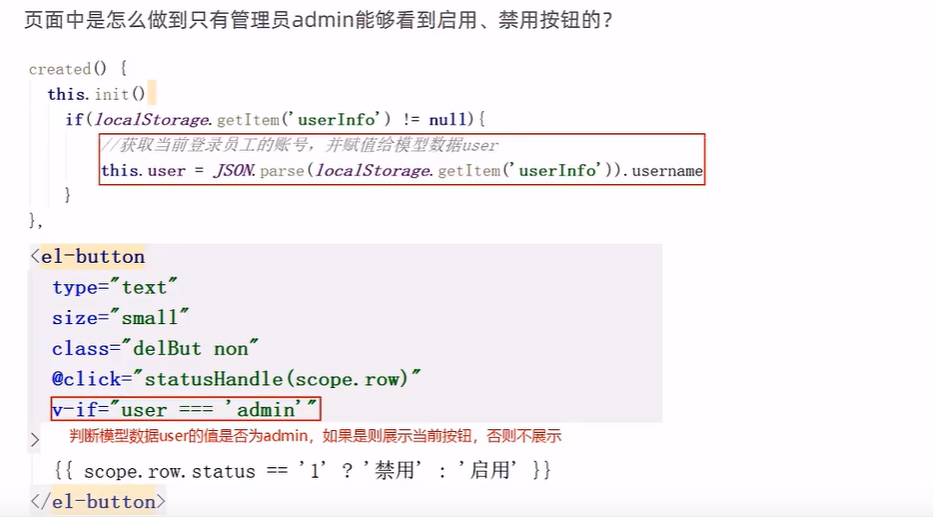 页面中是怎么做到只有管理员admin能够看到启用、禁用按钮的?
created() {
this.init()
if(localStorage.getItem('userInfo') != null){
//获取当前登录员工的账号，并赋值给模型数据user
this.user = JSON.parse(localStorage.getItem('userInfo')).username
}
},
<el-button
type="text"
size="small"
class="delBut non"
@click="statusHandle(scope.row)"
v-if="user === 'admin'"
> 判断模型数据user的值是否为admin，如果是则展示当前按钮，否则不展示
{{ scope.row.status == '1' ? '禁用' : '启用' }}
</el-button>